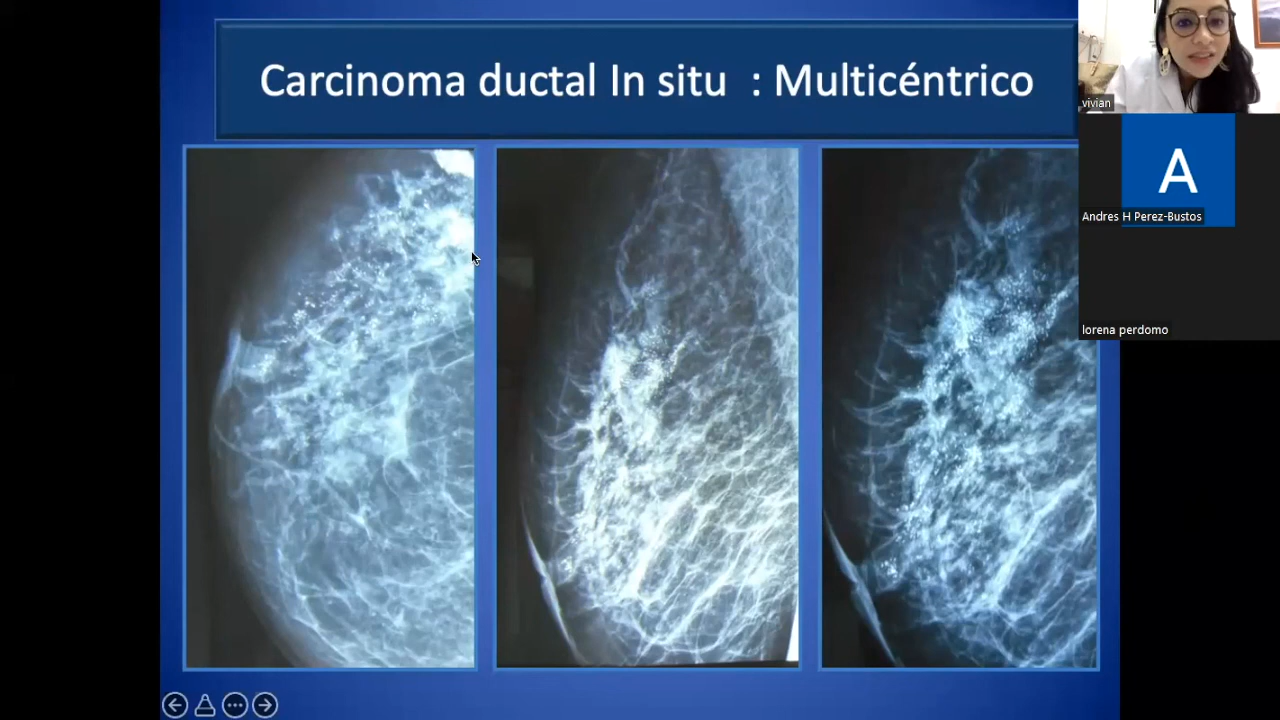 Carcinoma ductal In situ : Multicéntrico
vivian
A
Andres H Perez-Bustos
lorena perdomo